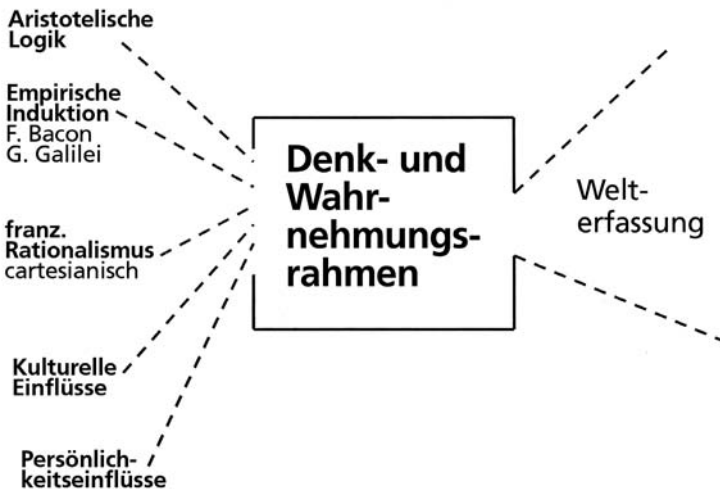 Aristotelische
Logik
Empirische
Induktion
F. Bacon
G. Galilei
franz.
Rationalismus
cartesianisch
Kulturelle
Einflüsse
Persönlich-
keitseinflüsse
Denk- und
Wahr-
nehmungs-
rahmen
Welt-
erfassung